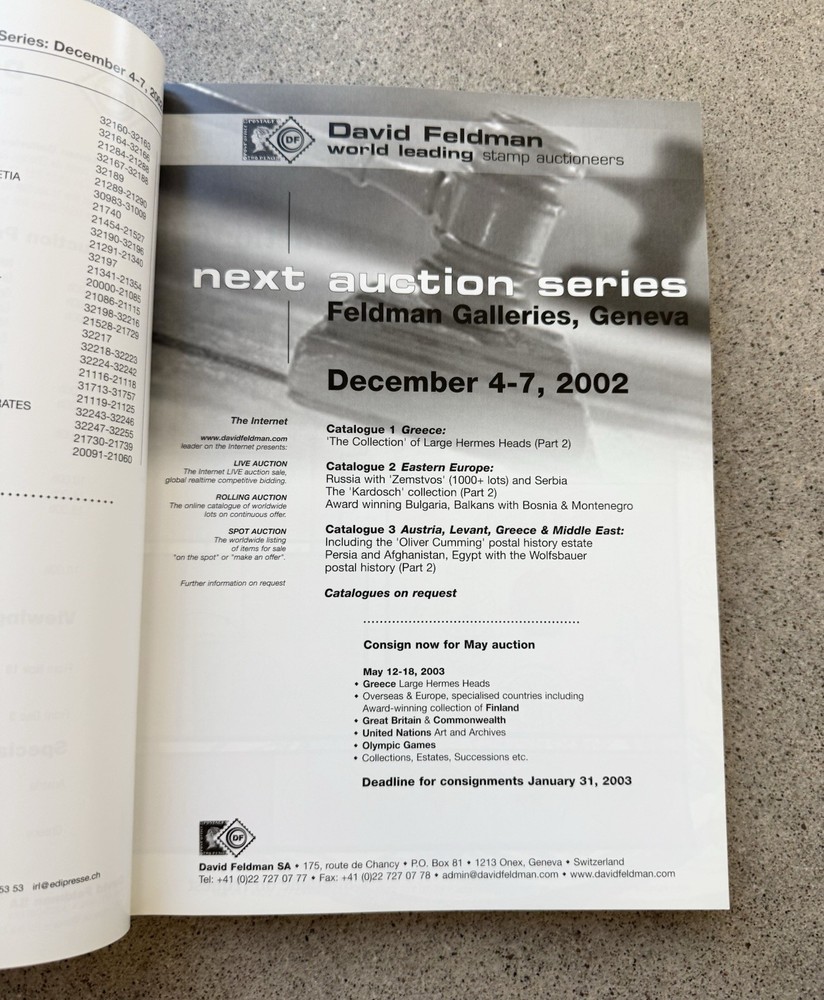 Series: December 4-7, 2002
32160-32163
32164-32166
21284-21288
32167-32188
ETIA
32189
21289-21290
30983-31009
21740
21454-21527
32190-32196
21291-21340
32197
21341-21354
20000-21085
21086-21115
32198-32216
21528-21729
32217
32218-32223
32224-32242
21116-21118
31713-31757
21119-21125
RATES
32243-32246
32247-32255
21730-21739
20091-21060
53 53 irl@edipresse.ch
POSTAGE
DF
David Feldman
world leading stamp auctioneers
next auction series
Feldman Galleries, Geneva
December 4-7, 2002
The Internet
www.davidfeldman.com
leader on the Internet presents:
LIVE AUCTION
The Internet LIVE auction sale,
global realtime competitive bidding.
ROLLING AUCTION
The online catalogue of worldwide
lots on continuous offer.
SPOT AUCTION
The worldwide listing
of items for sale
"on the spot" or "make an offer".
Further information on request
Catalogue 1 Greece:
'The Collection' of Large Hermes Heads (Part 2)
Catalogue 2 Eastern Europe:
Russia with 'Zemstvos' (1000+ lots) and Serbia
The 'Kardosch' collection (Part 2)
Award winning Bulgaria, Balkans with Bosnia & Montenegro
Catalogue 3 Austria, Levant, Greece & Middle East:
Including the 'Oliver Cumming' postal history estate
Persia and Afghanistan, Egypt with the Wolfsbauer
postal history (Part 2)
Catalogues on request
Consign now for May auction
May 12-18, 2003
• Greece Large Hermes Heads
• Overseas & Europe, specialised countries including
Award-winning collection of Finland
• Great Britain & Commonwealth
• United Nations Art and Archives
• Olympic Games
• Collections, Estates, Successions etc.
Deadline for consignments January 31, 2003
DF
David Feldman SA • 175, route de Chancy • P.O. Box 81 • 1213 Onex, Geneva • Switzerland
Tel: +41 (0)22 727 07 77 • Fax: +41 (0)22 727 07 78 • admin@davidfeldman.com • www.davidfeldman.com